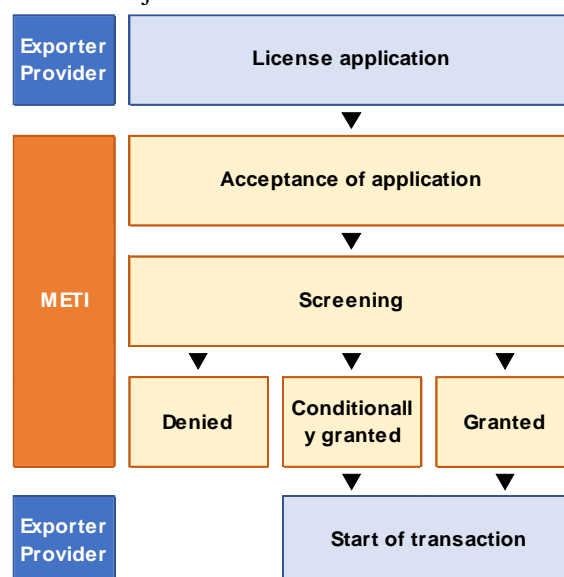 Exporter
Provider
License application
METI
Acceptance of application
Screening
Denied
Conditionall
y granted
Granted
Exporter
Provider
Start of transaction